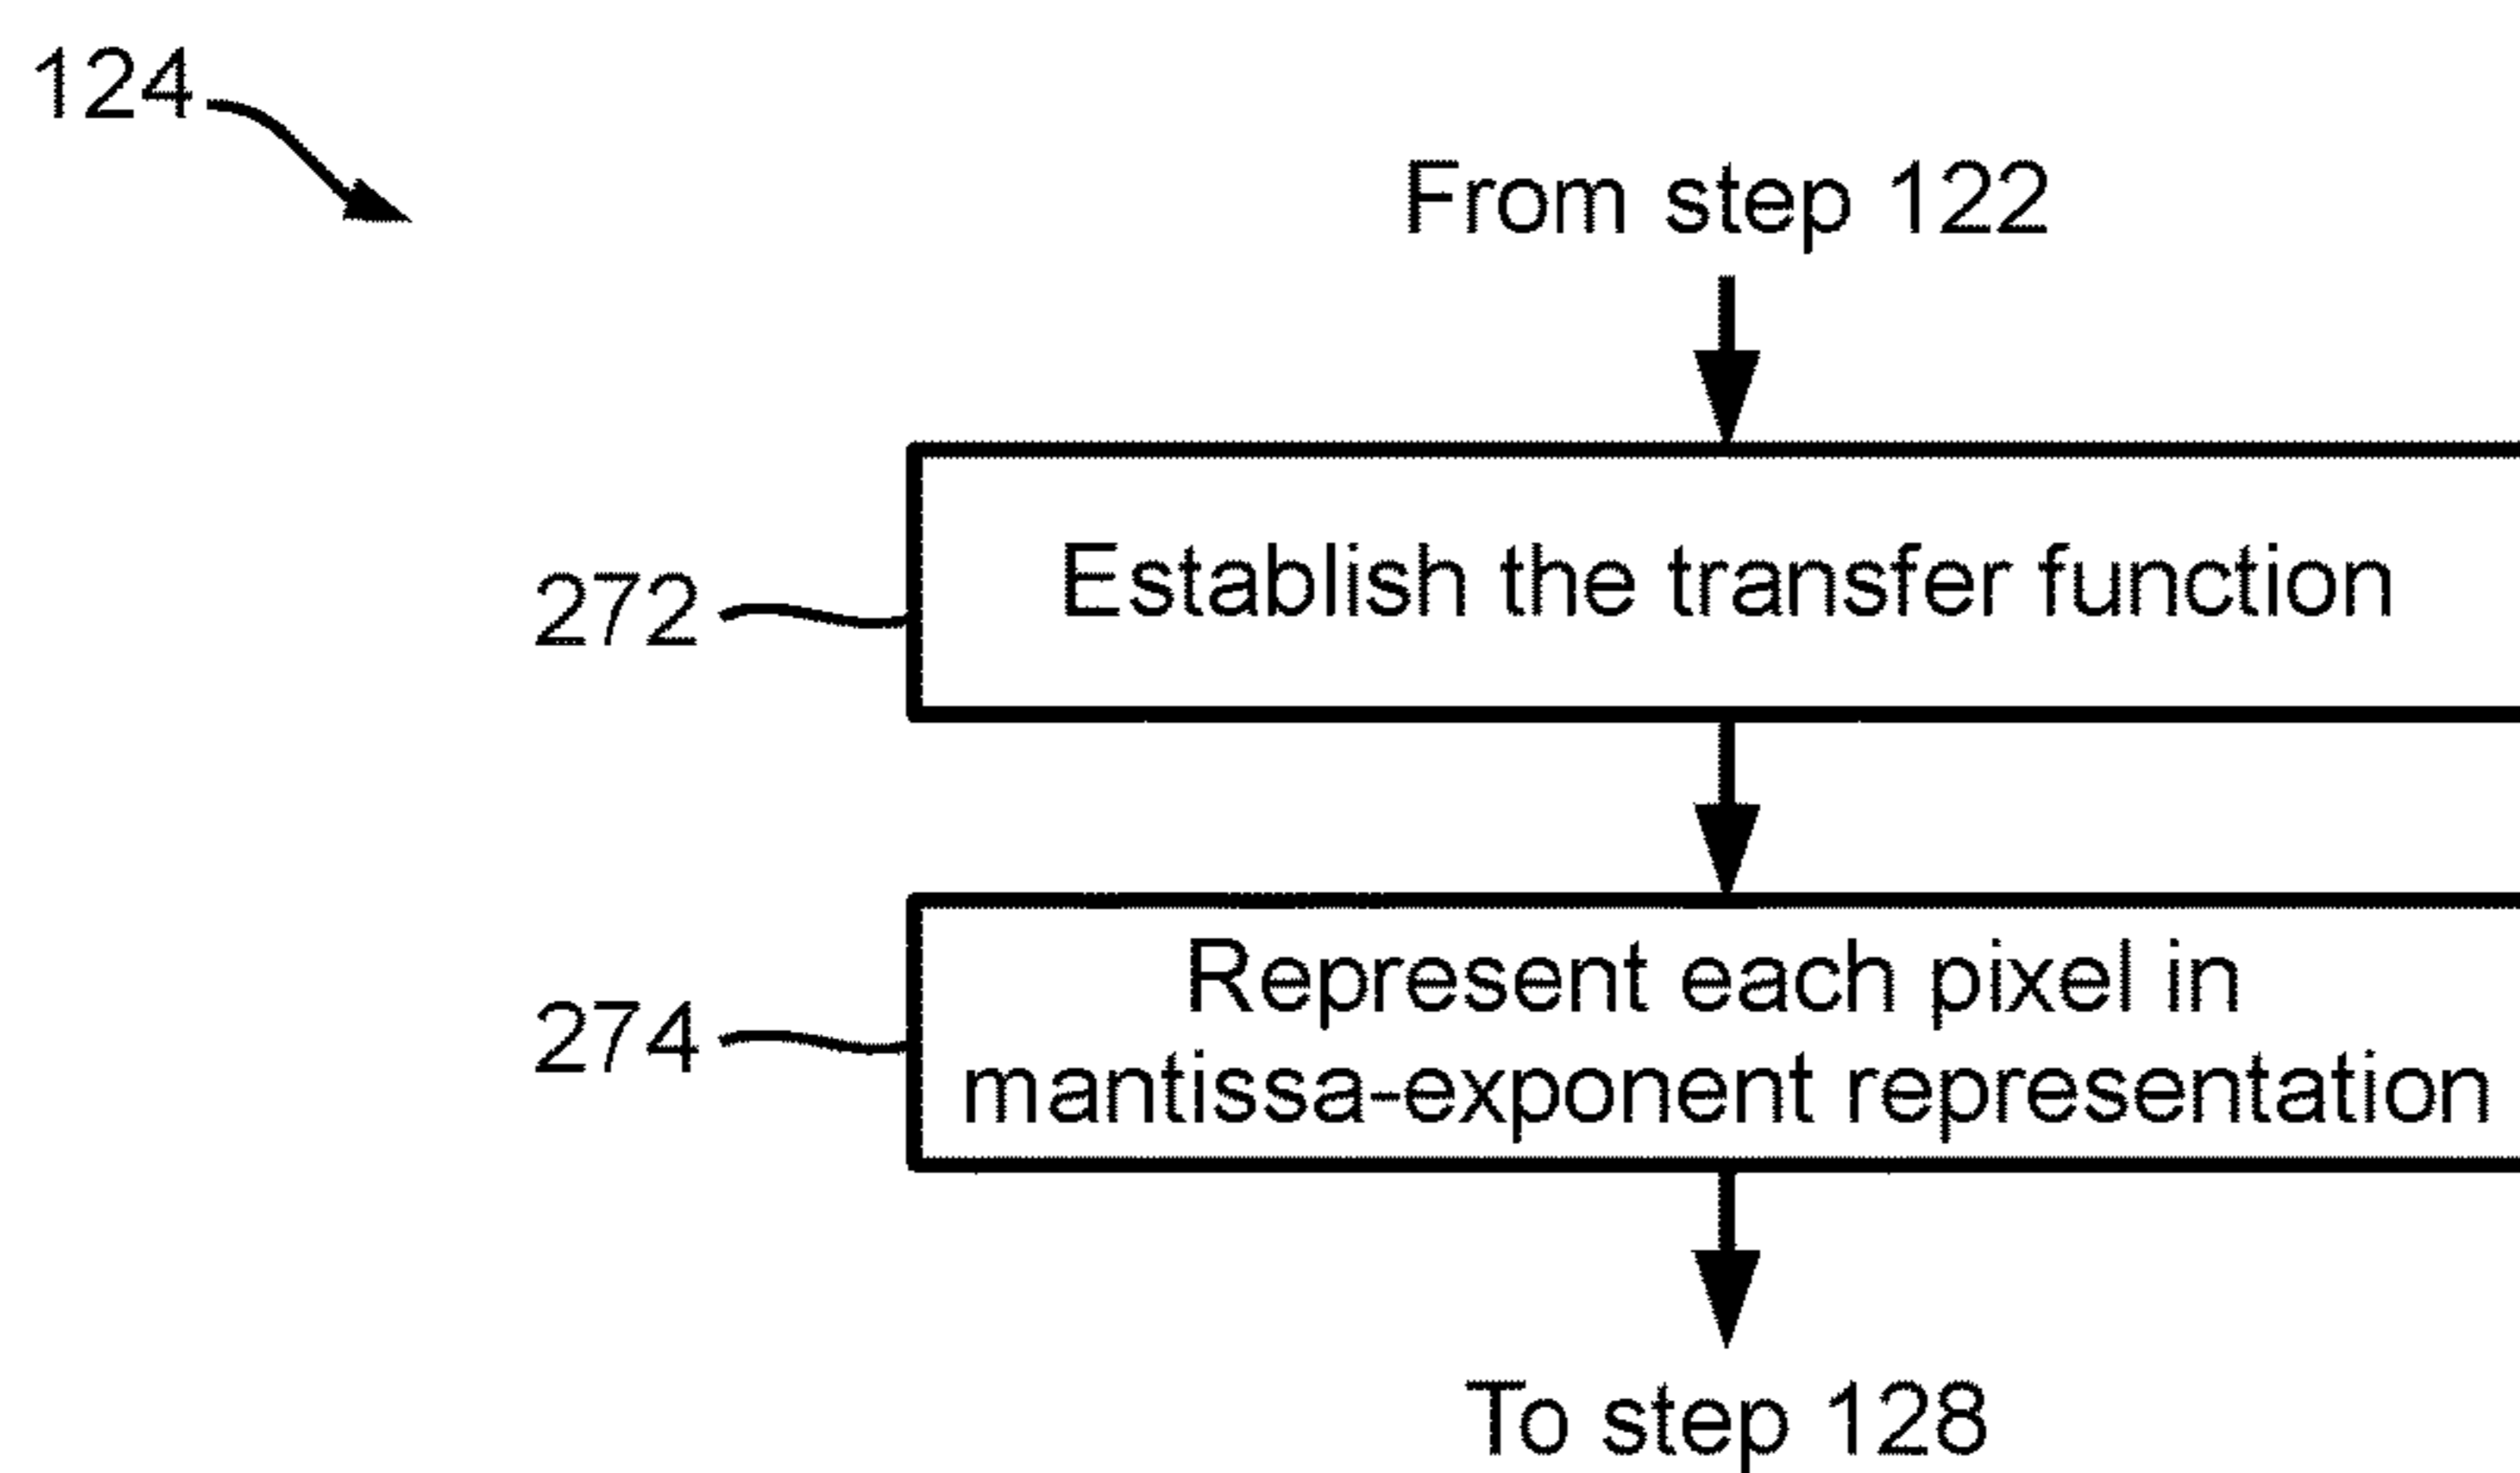 124
From step 122
272
Establish the transfer function
274
Represent each pixel in
mantissa-exponent representation
To step 128